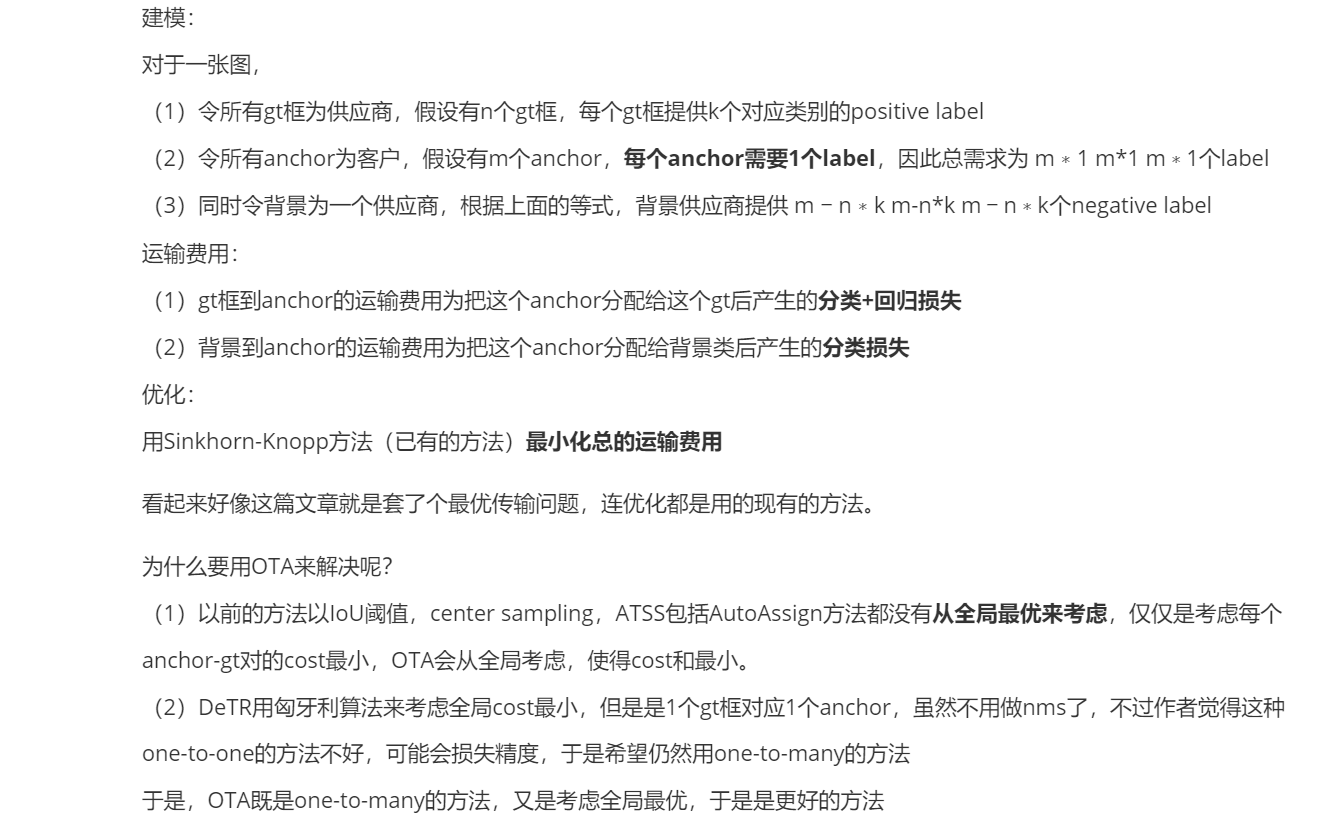 建模：
对于一张图，
（1）令所有gt框为供应商，假设有n个gt框，每个gt框提供k个对应类别的positive label
（2）令所有anchor为客户，假设有m个anchor，每个anchor需要1个label，因此总需求为 m ∗ 1 m*1 m ∗ 1个label
（3）同时令背景为一个供应商，根据上面的等式，背景供应商提供 m − n ∗ k m-n*k m − n ∗ k个negative label
运输费用：
（1）gt框到anchor的运输费用为把这个anchor分配给这个gt后产生的分类+回归损失
（2）背景到anchor的运输费用为把这个anchor分配给背景类后产生的分类损失
优化：
用Sinkhorn-Knopp方法（已有的方法）最小化总的运输费用
看起来好像这篇文章就是套了个最优传输问题，连优化都是用的现有的方法。
为什么要用OTA来解决呢？
（1）以前的方法以IoU阈值，center sampling，ATSS包括AutoAssign方法都没有从全局最优来考虑，仅仅是考虑每个
anchor-gt对的cost最小，OTA会从全局考虑，使得cost和最小。
（2）DeTR用匈牙利算法来考虑全局cost最小，但是是1个gt框对应1个anchor，虽然不用做nms了，不过作者觉得这种
one-to-one的方法不好，可能会损失精度，于是希望仍然用one-to-many的方法
于是，OTA既是one-to-many的方法，又是考虑全局最优，于是是更好的方法